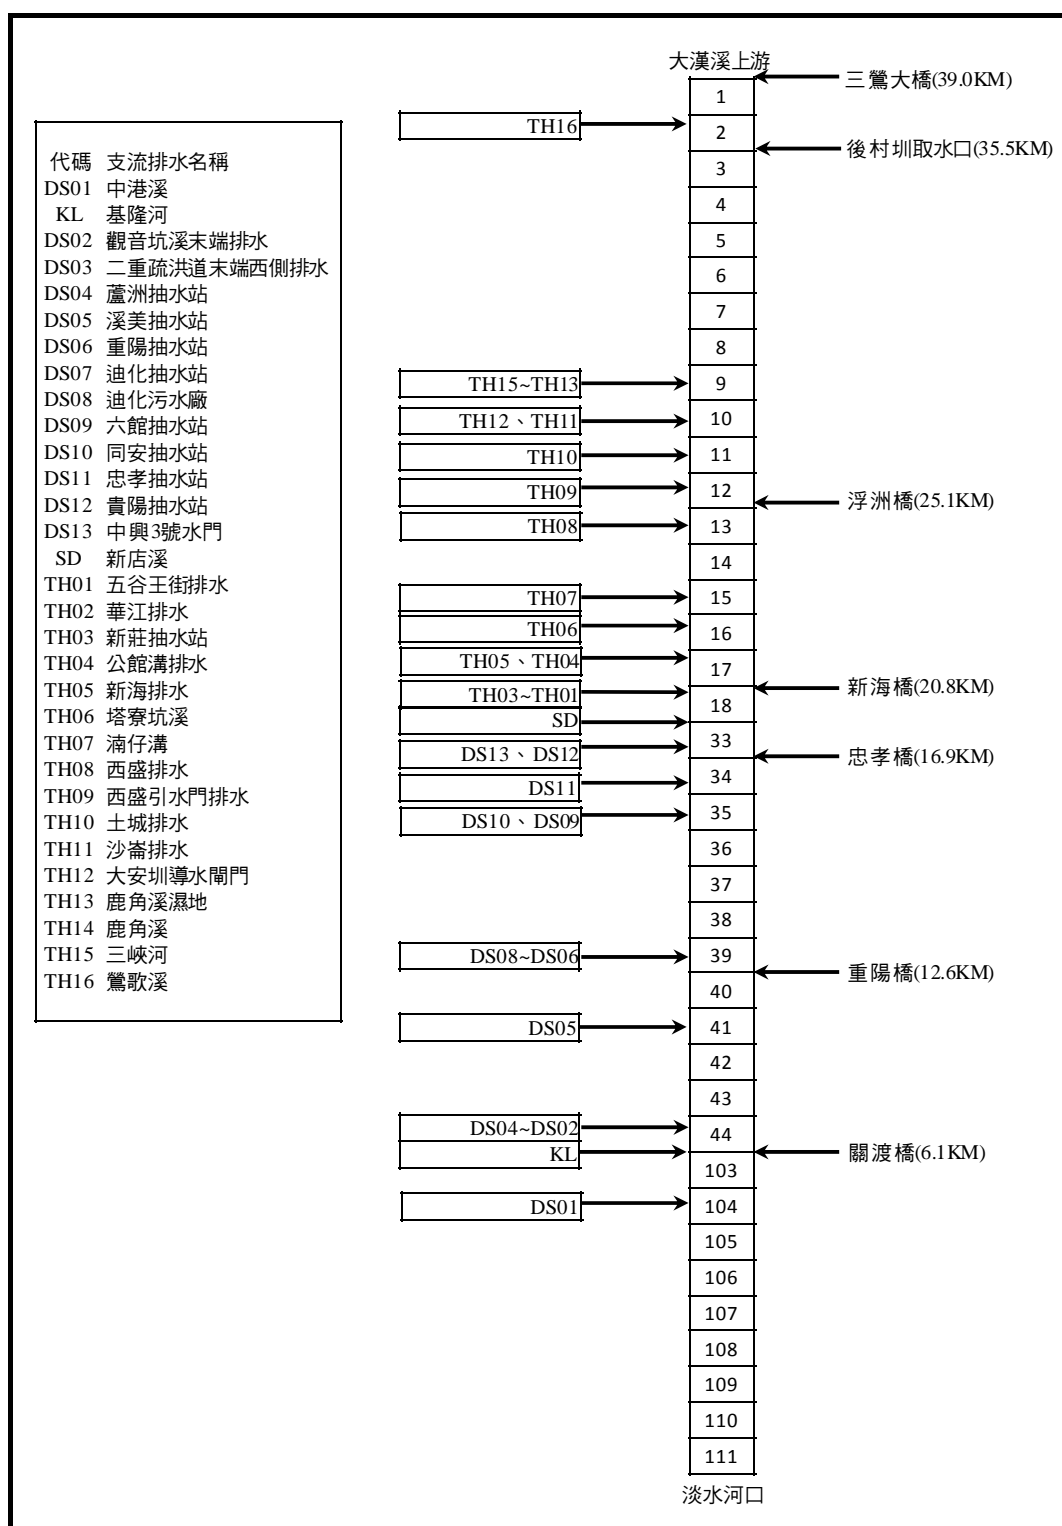 代碼 支流排水名稱
DS01 中港溪
KL 基隆河
DS02 觀音坑溪末端排水
DS03 二重疏洪道末端西側排水
DS04 蘆洲抽水站
DS05 溪美抽水站
DS06 重陽抽水站
DS07 迪化抽水站
DS08 迪化污水廠
DS09 六館抽水站
DS10 同安抽水站
DS11 忠孝抽水站
DS12 貴陽抽水站
DS13 中興3號水門
SD 新店溪
TH01 五谷王街排水
TH02 華江排水
TH03 新莊抽水站
TH04 公館溝排水
TH05 新海排水
TH06 塔寮坑溪
TH07 湳仔溝
TH08 西盛排水
TH09 西盛引水門排水
TH10 土城排水
TH11 沙崙排水
TH12 大安圳導水閘門
TH13 鹿角溪濕地
TH14 鹿角溪
TH15 三峽河
TH16 鶯歌溪
TH16
TH15~TH13
TH12、TH11
TH10
TH09
TH08
TH07
TH06
TH05、TH04
TH03~TH01
SD
DS13、DS12
DS11
DS10、DS09
DS08~DS06
DS05
DS04~DS02
KL
DS01
大漢溪上游
1
2
3
4
5
6
7
8
9
10
11
12
13
14
15
16
17
18
33
34
35
36
37
38
39
40
41
42
43
44
103
104
105
106
107
108
109
110
111
淡水河口
三鶯大橋(39.0KM)
後村圳取水口(35.5KM)
浮洲橋(25.1KM)
新海橋(20.8KM)
忠孝橋(16.9KM)
重陽橋(12.6KM)
關渡橋(6.1KM)